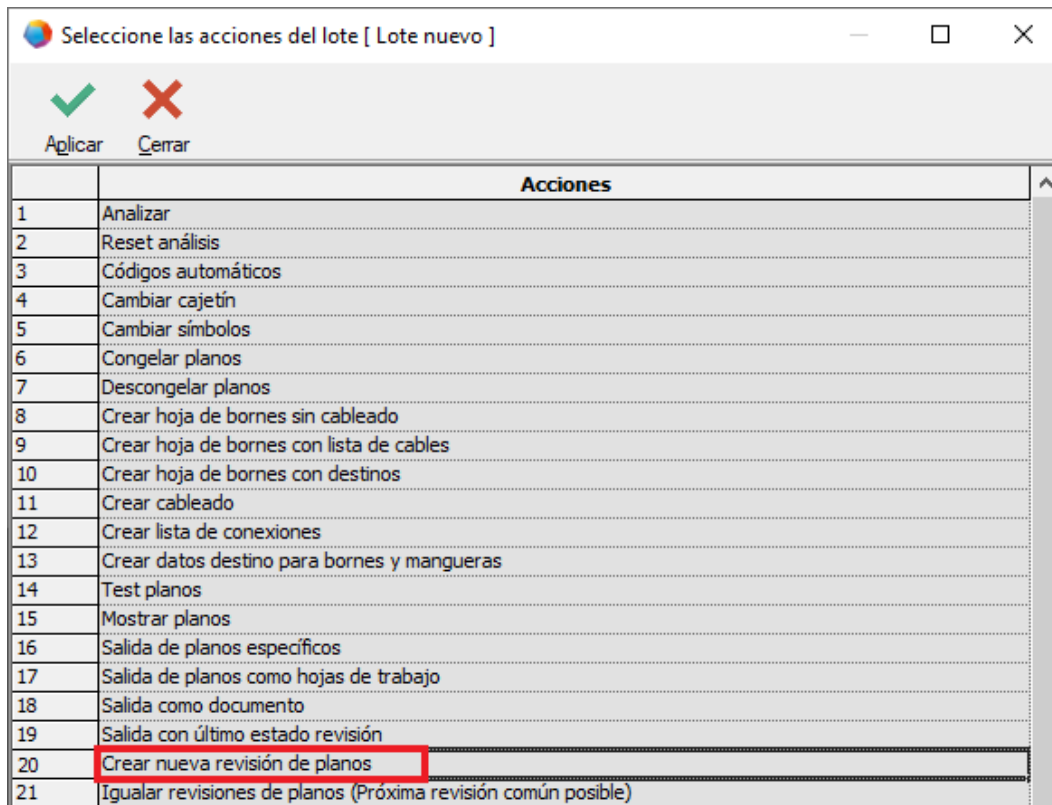 Seleccione las acciones del lote [ Lote nuevo ]
Aplicar Cerrar
Acciones
1 Analizar
2 Reset análisis
3 Códigos automáticos
4 Cambiar cajetín
5 Cambiar símbolos
6 Congelar planos
7 Descongelar planos
8 Crear hoja de bornes sin cableado
9 Crear hoja de bornes con lista de cables
10 Crear hoja de bornes con destinos
11 Crear cableado
12 Crear lista de conexiones
13 Crear datos destino para bornes y mangueras
14 Test planos
15 Mostrar planos
16 Salida de planos específicos
17 Salida de planos como hojas de trabajo
18 Salida como documento
19 Salida con último estado revisión
20 Crear nueva revisión de planos
21 Igualar revisiones de planos (Próxima revisión común posible)